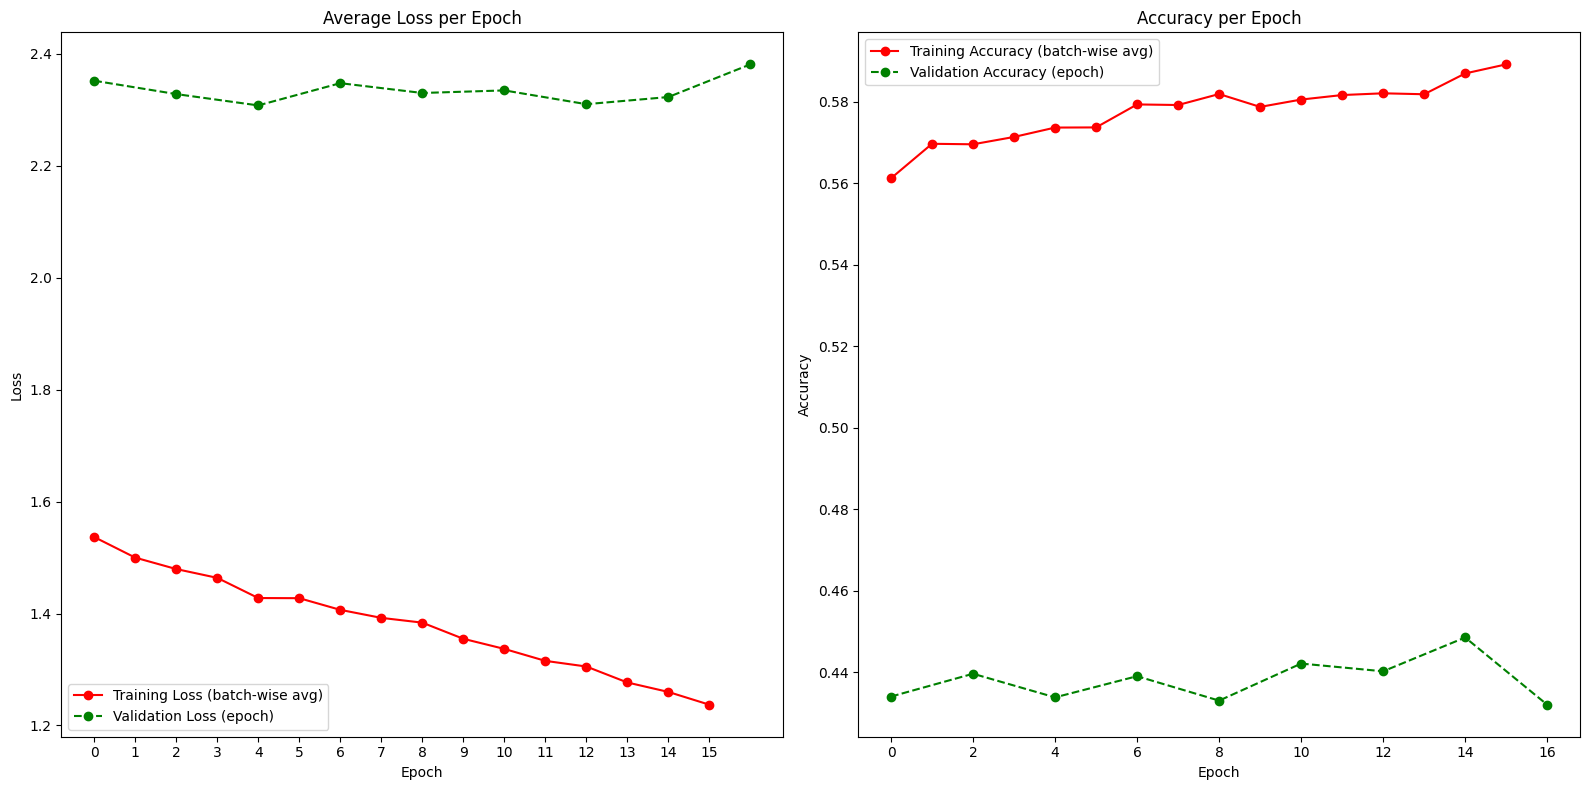 Average Loss per Epoch
2.4
2.2
2.0
1.8
1.6
1.4
1.2
Loss
Training Loss (batch-wise avg)
Validation Loss (epoch)
0 1 2 3 4 5 6 7 8 9 10 11 12 13 14 15
Epoch
Accuracy per Epoch
Training Accuracy (batch-wise avg)
Validation Accuracy (epoch)
0.58
0.56
0.54
0.52
0.50
0.48
0.46
0.44
Accuracy
0 2 4 6 8 10 12 14 16
Epoch